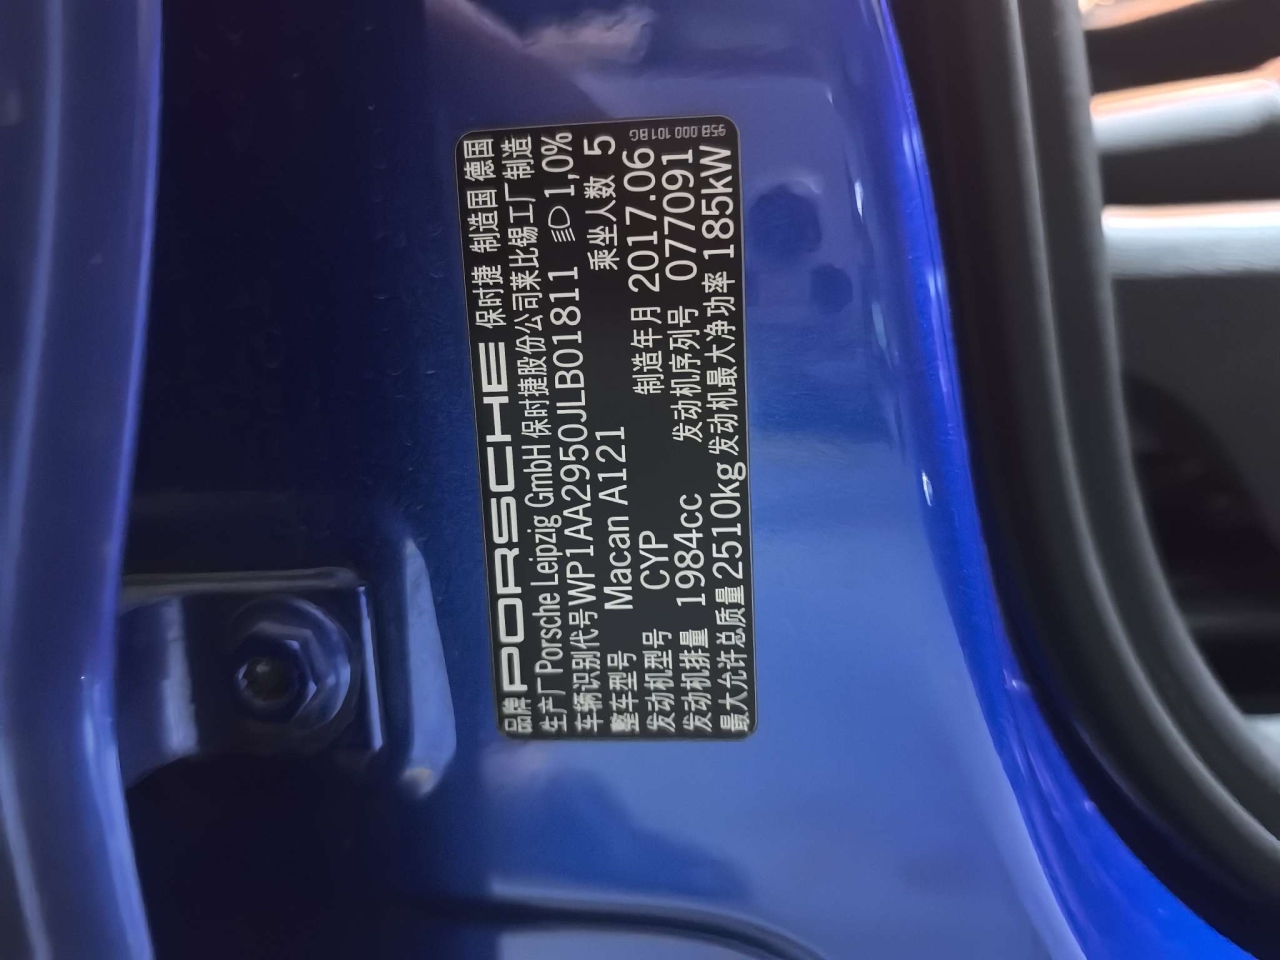 品牌 PORSCHE 保时捷 制造国 德国
生产厂 Porsche Leipzig GmbH 保时捷股份公司莱比锡工厂制造
车辆识别代号 WP1AA2950JLB01811 1,0%
整车型号 Macan A121 乘坐人数 5
发动机型号 CYP 制造年月 2017.06
发动机排量 1984cc 发动机序列号 077091
最大允许总质量 2510kg 发动机最大净功率 185kW
95B 000 101 BG